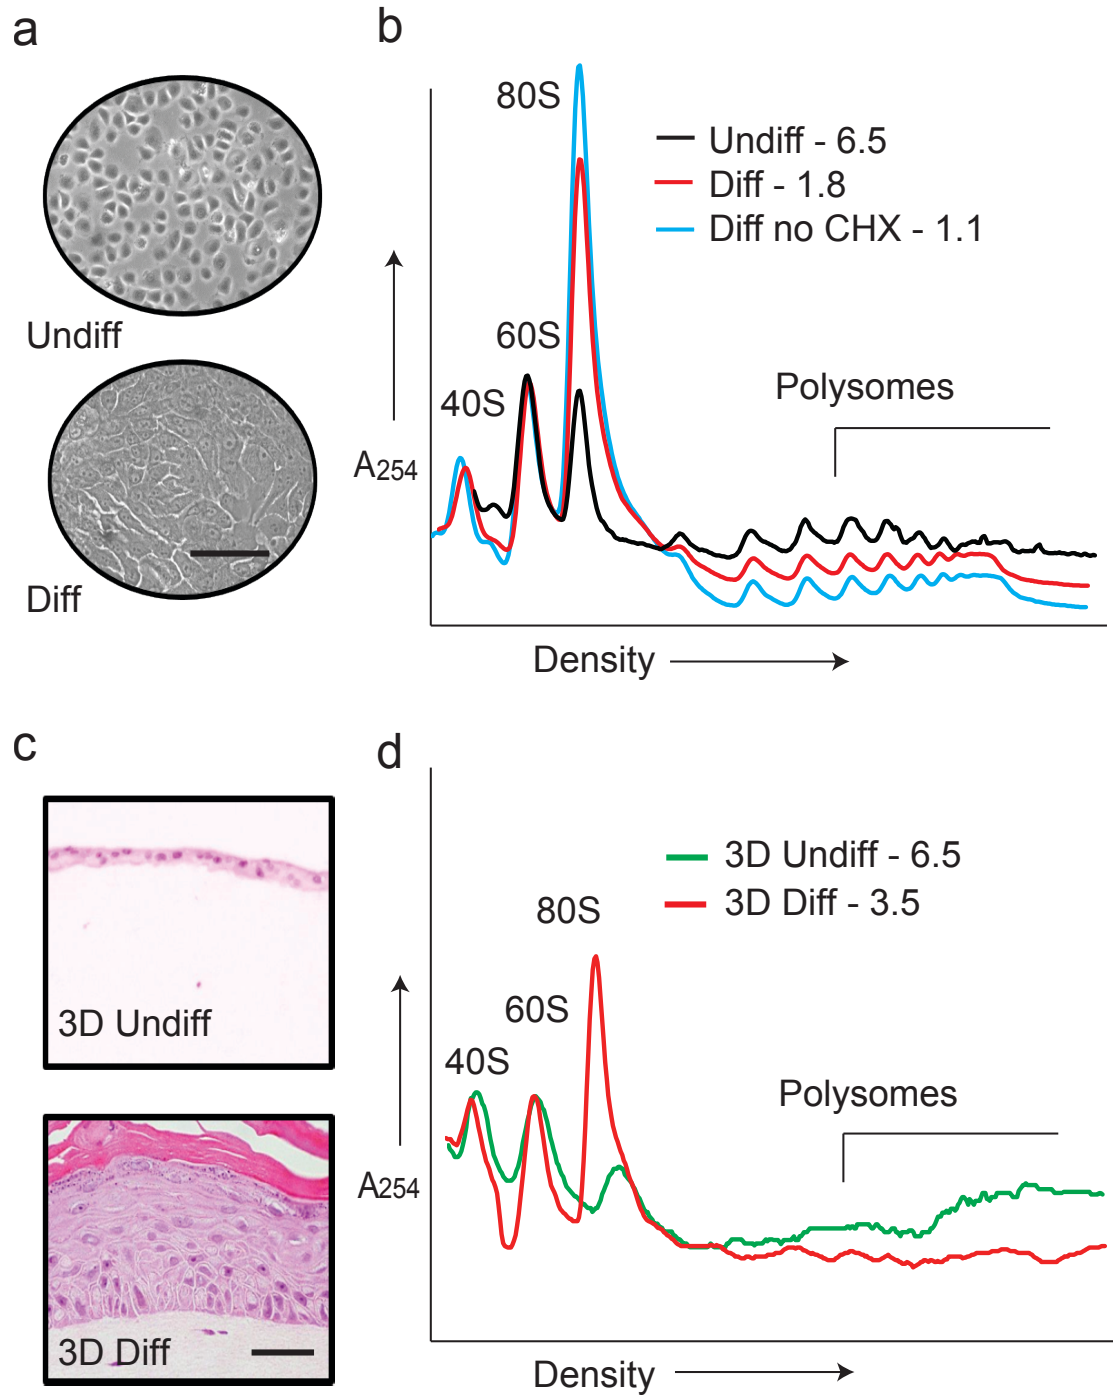 a
Undiff
Diff
b
80S
60S
40S
Undiff - 6.5
Diff - 1.8
Diff no CHX - 1.1
Polysomes
A254
Density
c
3D Undiff
3D Diff
d
3D Undiff - 6.5
3D Diff - 3.5
80S
60S
40S
Polysomes
A254
Density